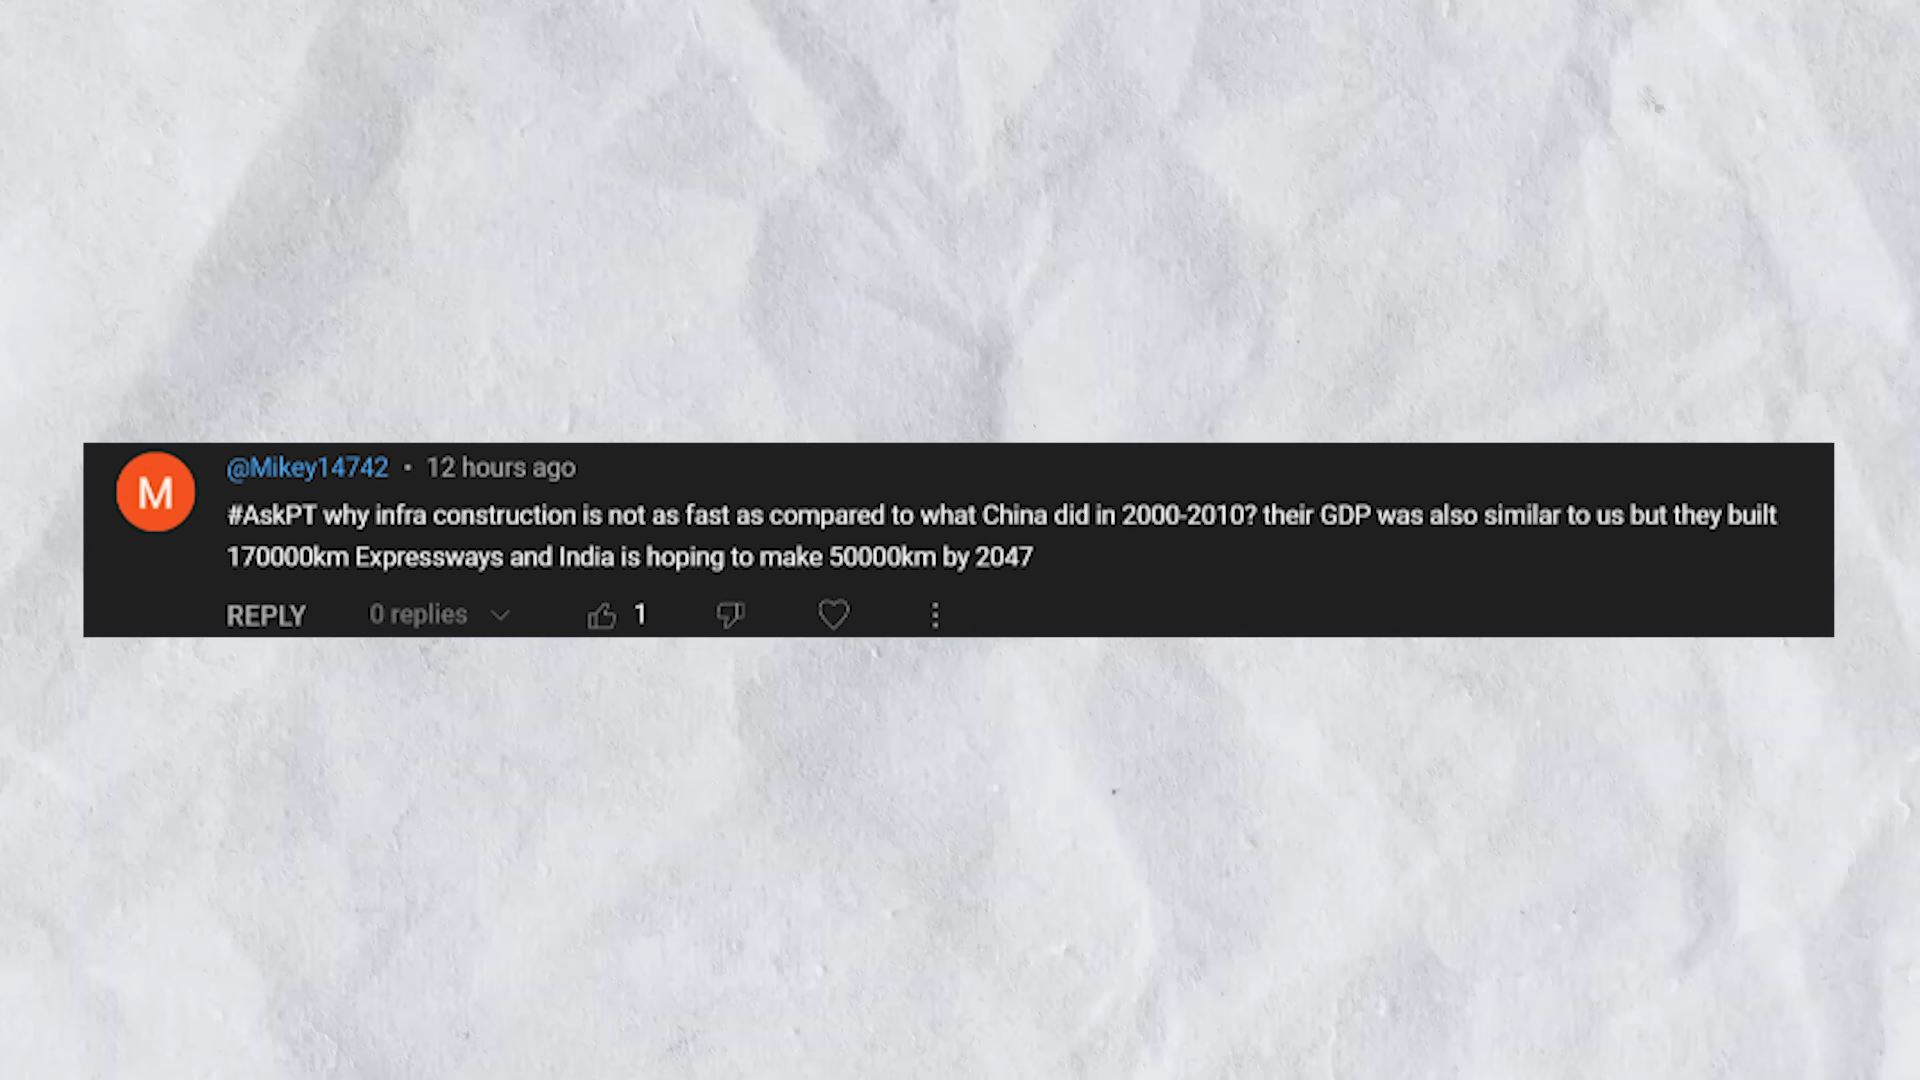 M
@Mikey14742 • 12 hours ago
#AskPT why infra construction is not as fast as compared to what China did in 2000-2010? their GDP was also similar to us but they built
170000km Expressways and India is hoping to make 50000km by 2047
REPLY 0 replies 1